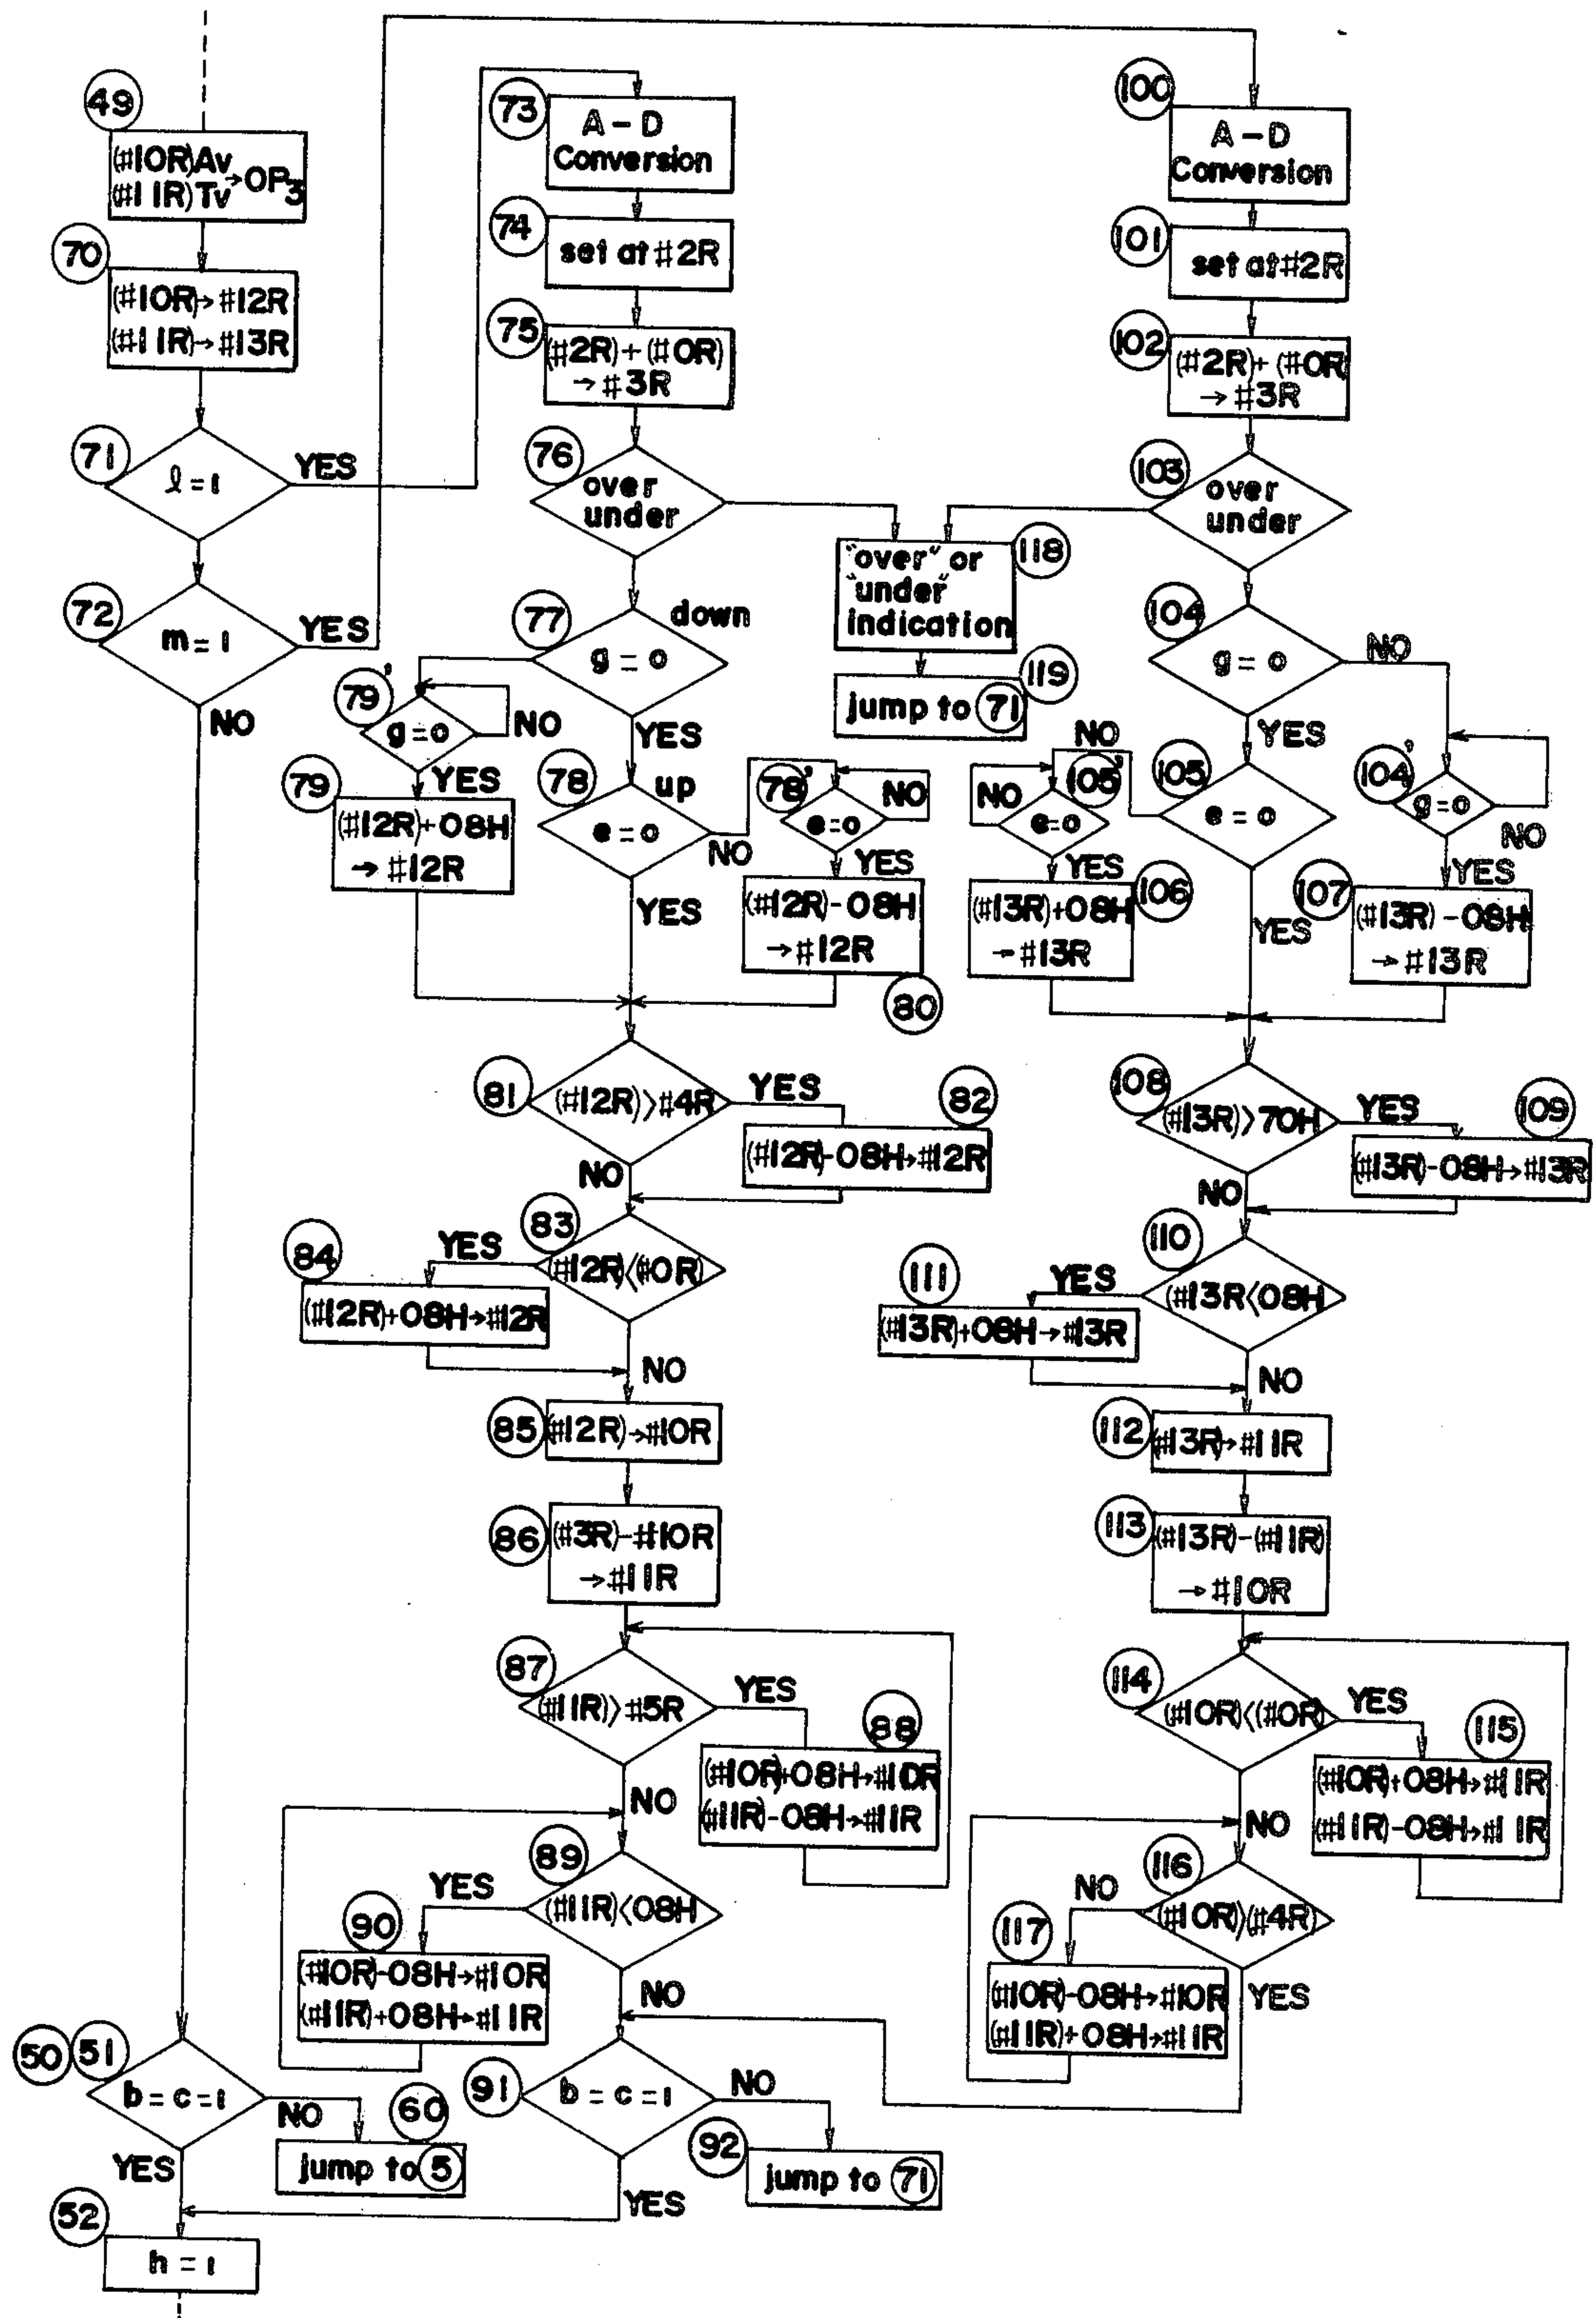 49
(#10R)Av
(#11R)Tv →OP3
70
(#10R)→#12R
(#11R)→#13R
71
l=1
YES
72
m=1
YES
NO
73
A-D
Conversion
74
set at #2R
75
(#2R)+(#0R)
→#3R
76
over
under
77
down
g=0
YES
79'
g=0
NO
YES
79
(#12R)+08H
→#12R
78
up
e=0
NO
YES
78'
e=0
NO
YES
(#12R)-08H
→#12R
80
81
(#12R)>#4R
YES
82
(#12R)-08H→#12R
NO
83
(#12R)<(#0R)
YES
84
(#12R)+08H→#12R
NO
85
(#12R)→#10R
86
(#3R)-#10R
→#11R
87
(#11R)>#5R
YES
88
(#10R)+08H→#10R
(#11R)-08H→#11R
NO
89
(#11R)<08H
YES
90
(#10R)-08H→#10R
(#11R)+08H→#11R
NO
91
b=c=1
NO
92
jump to 71
YES
50 51
b=c=1
NO
60
jump to 5
YES
52
h=1
118
"over" or
"under"
indication
119
jump to 71
100
A-D
Conversion
101
set at #2R
102
(#2R)+(#0R)
→#3R
103
over
under
104
g=0
NO
YES
104'
g=0
NO
YES
107
(#13R)-08H
→#13R
105
e=0
NO
YES
105'
e=0
NO
YES
106
(#13R)+08H
→#13R
108
(#13R)>70H
YES
109
(#13R)-08H→#13R
NO
110
(#13R<08H
YES
111
(#13R)+08H→#13R
NO
112
(#13R)→#11R
113
(#13R)-(#11R)
→#10R
114
(#10R)<(#0R)
YES
115
(#10R)+08H→#11R
(#11R)-08H→#11R
NO
116
(#10R)>(#4R)
NO
117
(#10R)-08H→#10R
(#11R)+08H→#11R
YES